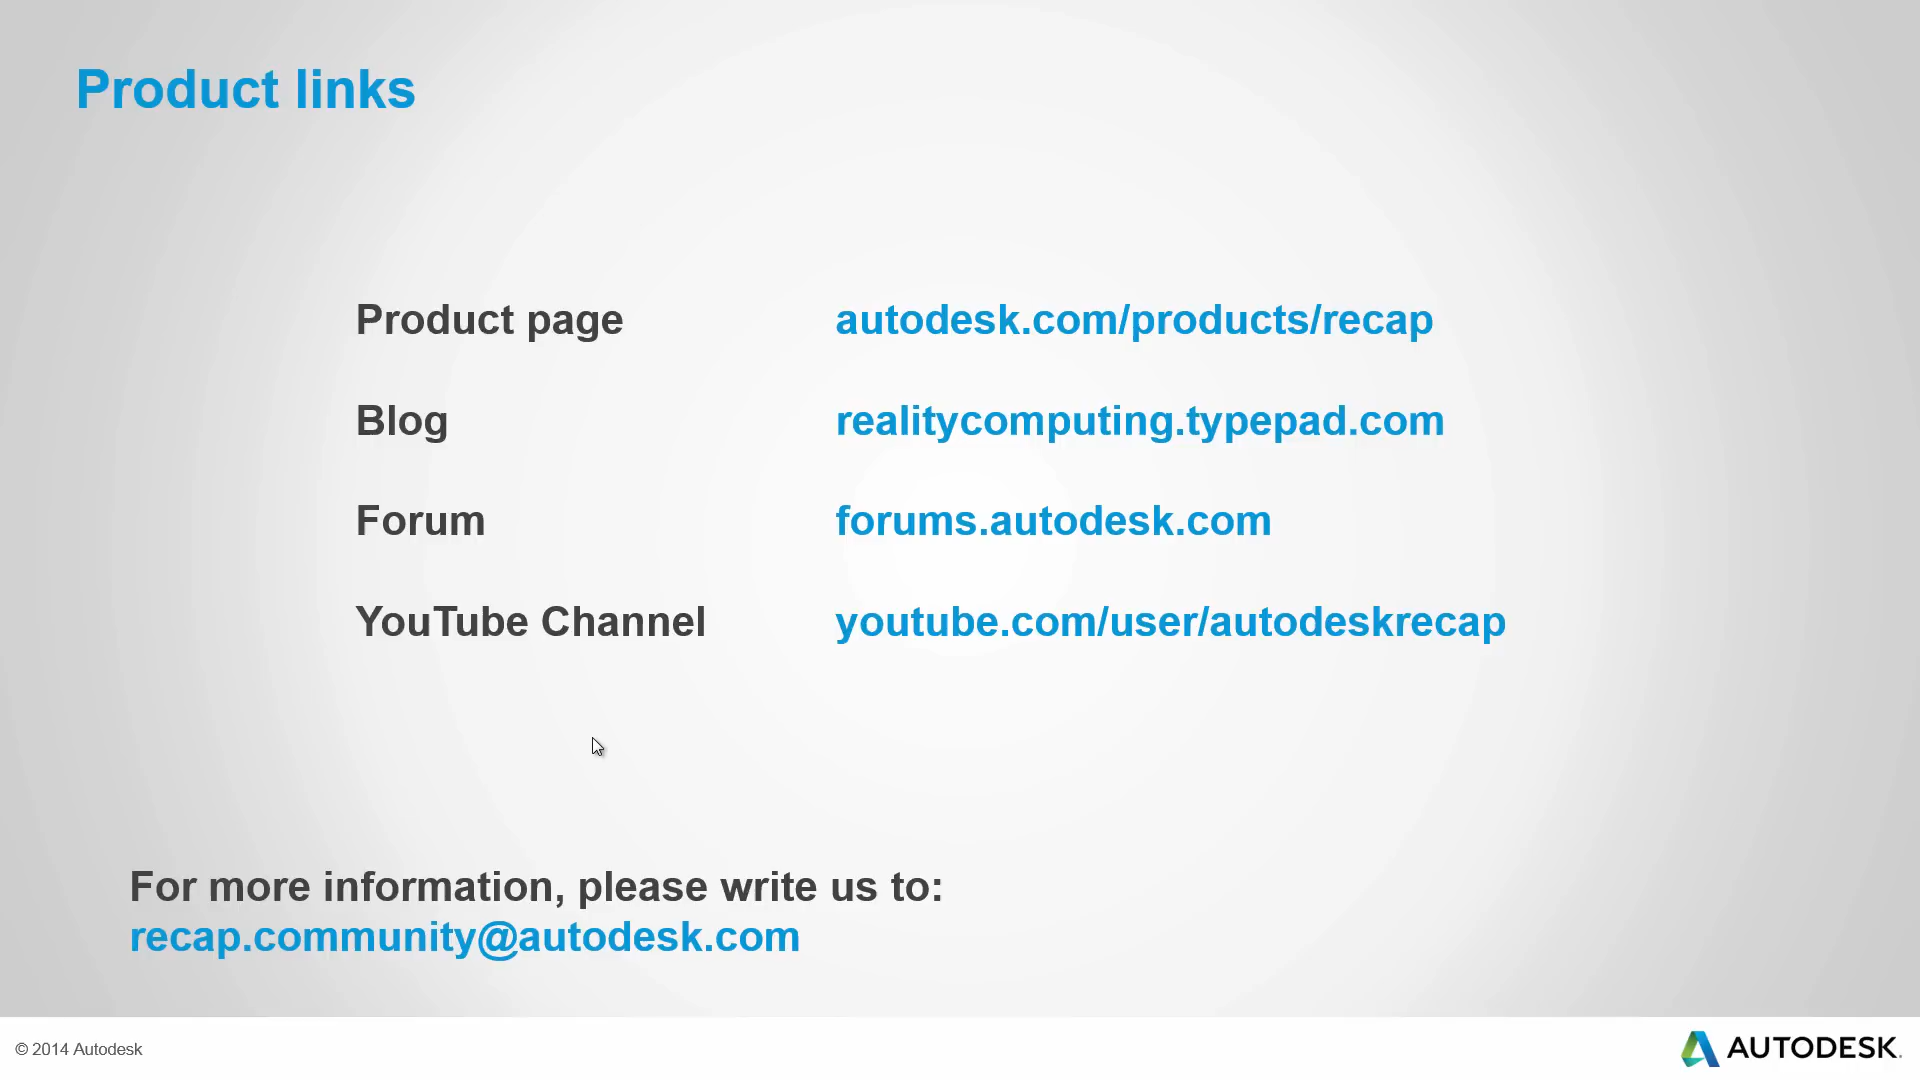 Product links
Product page autodesk.com/products/recap
Blog realitycomputing.typepad.com
Forum forums.autodesk.com
YouTube Channel youtube.com/user/autodeskrecap
For more information, please write us to:
recap.community@autodesk.com
© 2014 Autodesk
AUTODESK.